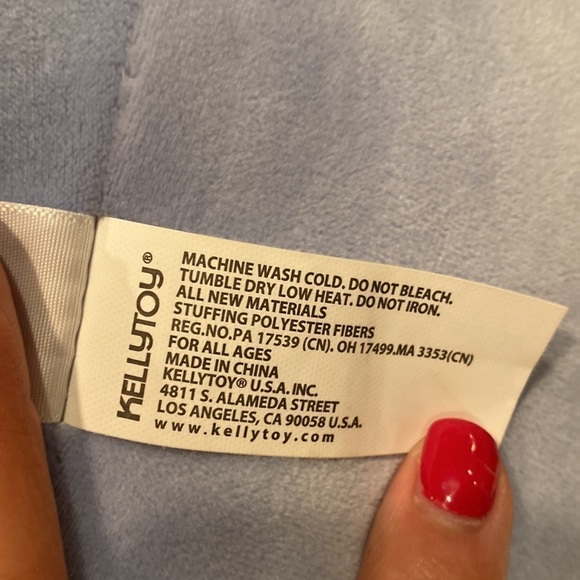 KELLYTOY®
MACHINE WASH COLD. DO NOT BLEACH.
TUMBLE DRY LOW HEAT. DO NOT IRON.
ALL NEW MATERIALS
STUFFING POLYESTER FIBERS
REG.NO.PA 17539 (CN). OH 17499.MA 3353(CN)
FOR ALL AGES
MADE IN CHINA
KELLYTOY® U.S.A. INC.
4811 S. ALAMEDA STREET
LOS ANGELES, CA 90058 U.S.A.
www.kellytoy.com